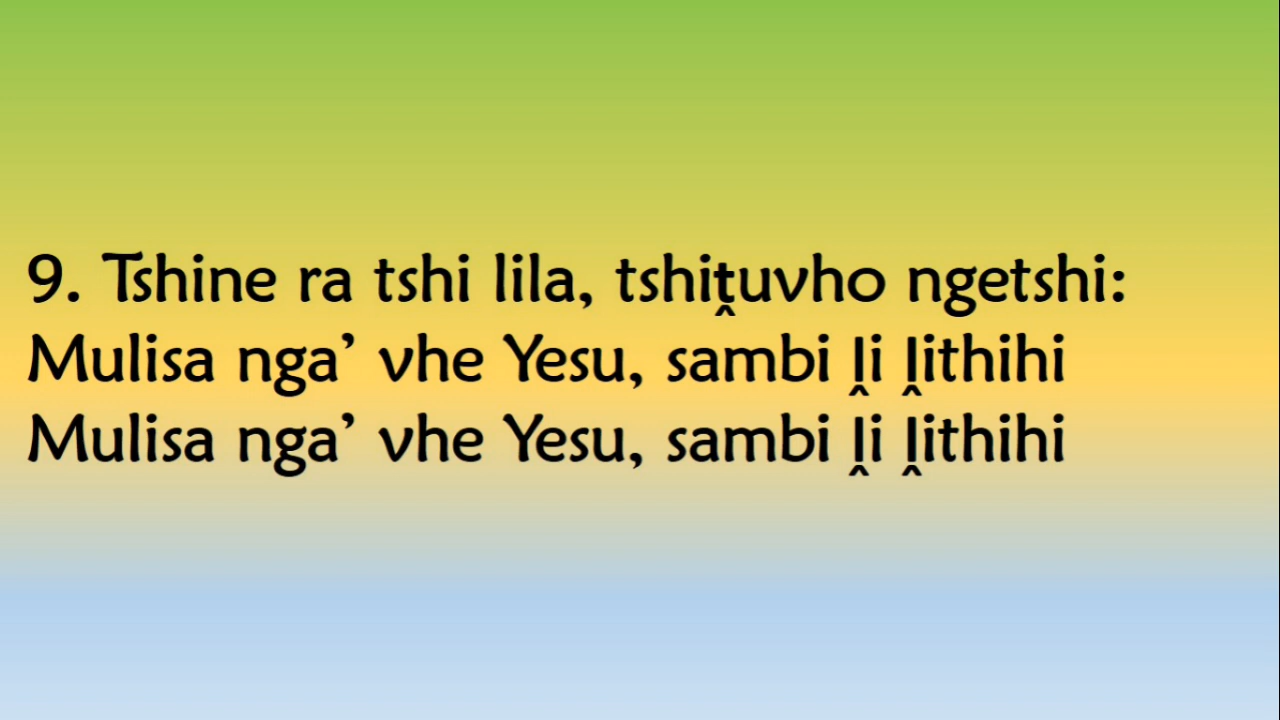 9. Tshine ra tshi lila, tshiṱuvho ngetshi:
Mulisa nga’ vhe Yesu, sambi ḽi ḽithihi
Mulisa nga’ vhe Yesu, sambi ḽi ḽithihi